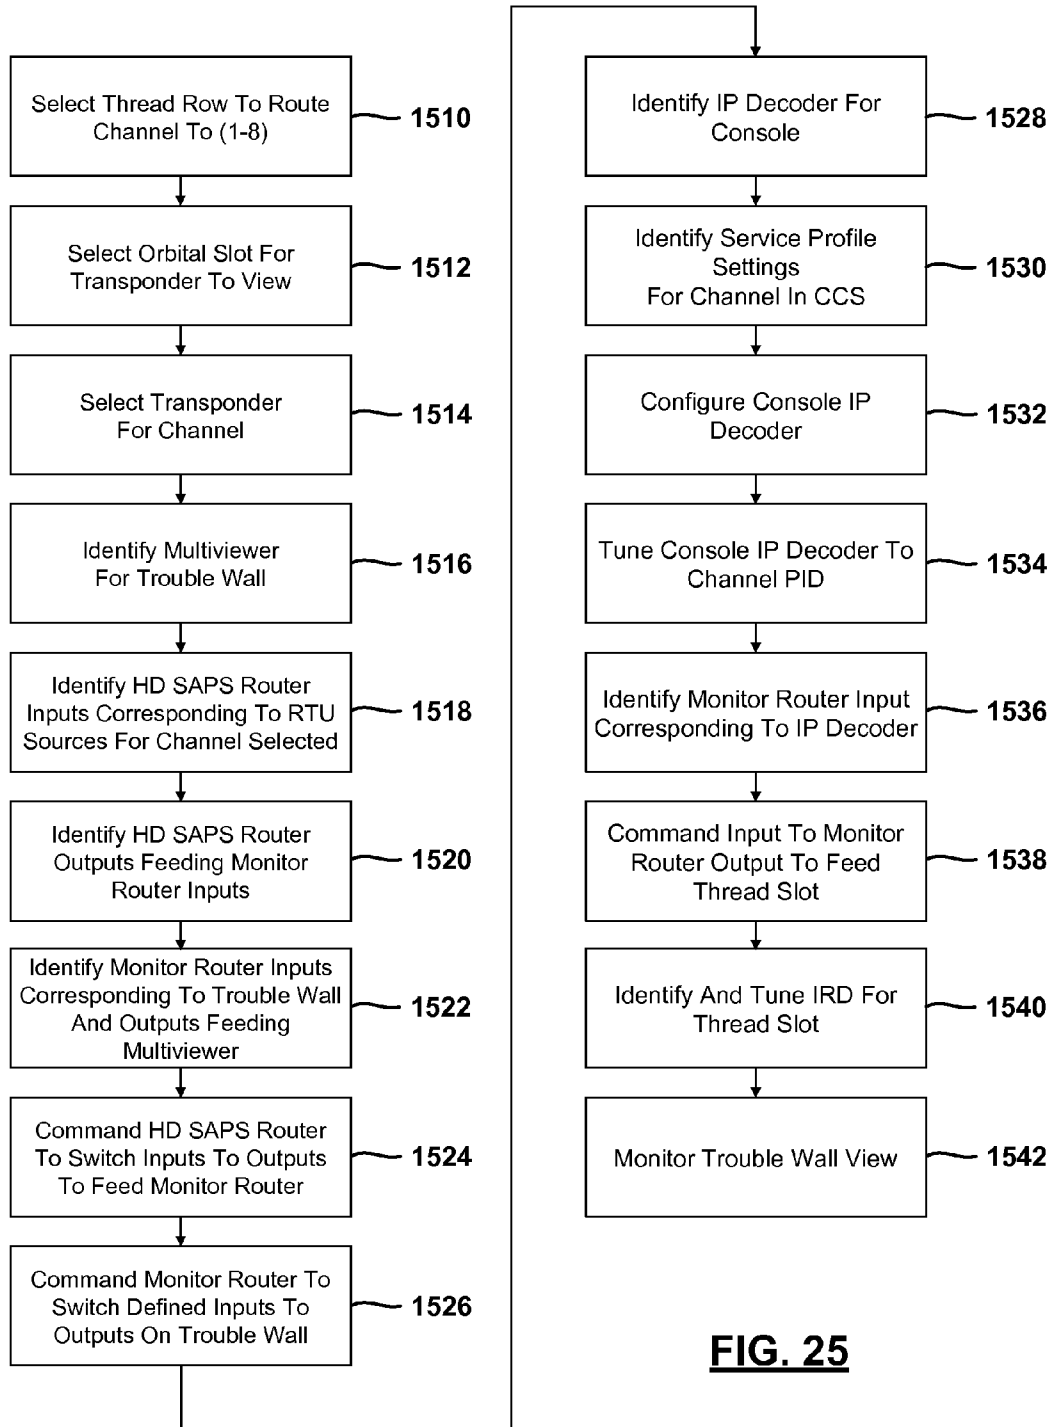 Select Thread Row To Route
Channel To (1-8)
1510
Select Orbital Slot For
Transponder To View
1512
Select Transponder
For Channel
1514
Identify Multiviewer
For Trouble Wall
1516
Identify HD SAPS Router
Inputs Corresponding To RTU
Sources For Channel Selected
1518
Identify HD SAPS Router
Outputs Feeding Monitor
Router Inputs
1520
Identify Monitor Router Inputs
Corresponding To Trouble Wall
And Outputs Feeding
Multiviewer
1522
Command HD SAPS Router
To Switch Inputs To Outputs
To Feed Monitor Router
1524
Command Monitor Router To
Switch Defined Inputs To
Outputs On Trouble Wall
1526
Identify IP Decoder For
Console
1528
Identify Service Profile
Settings
For Channel In CCS
1530
Configure Console IP
Decoder
1532
Tune Console IP Decoder To
Channel PID
1534
Identify Monitor Router Input
Corresponding To IP Decoder
1536
Command Input To Monitor
Router Output To Feed
Thread Slot
1538
Identify And Tune IRD For
Thread Slot
1540
Monitor Trouble Wall View
1542
FIG. 25